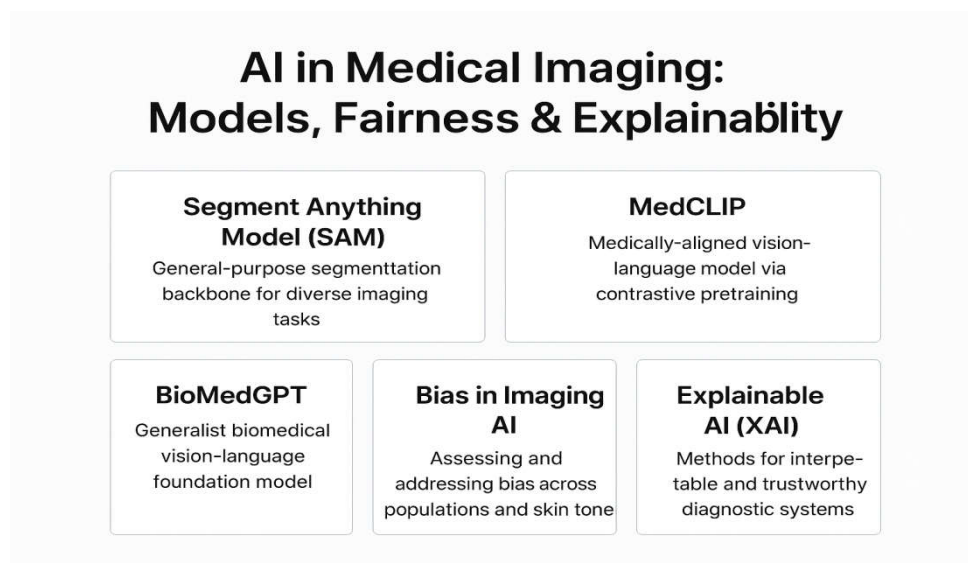 AI in Medical Imaging:
Models, Fairness & Explainablility
Segment Anything
Model (SAM)
General-purpose segmenttation
backbone for diverse imaging
tasks
MedCLIP
Medically-aligned vision-
language model via
contrastive pretraining
BioMedGPT
Generalist biomedical
vision-language
foundation model
Bias in Imaging
AI
Assessing and
addressing bias across
populations and skin tone
Explainable
AI (XAI)
Methods for interpe-
table and trustworthy
diagnostic systems